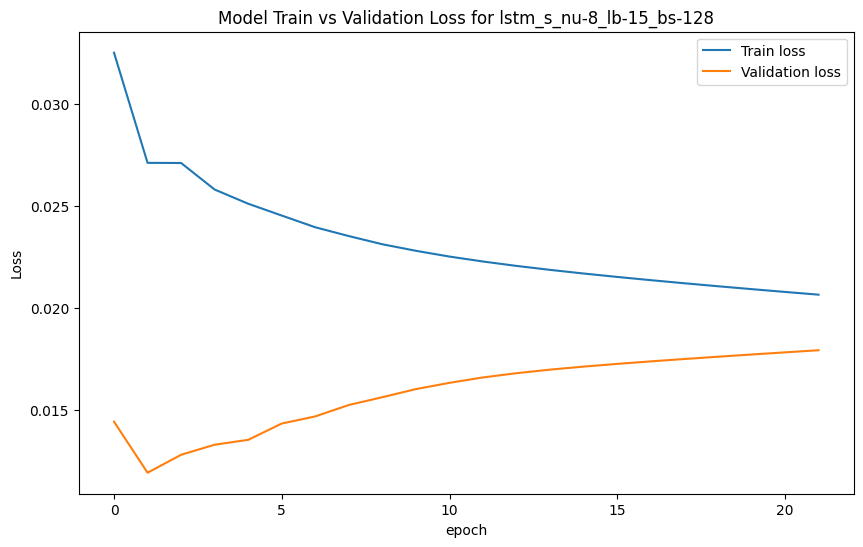 Model Train vs Validation Loss for lstm_s_nu-8_lb-15_bs-128
Train loss
Validation loss
0.030
0.025
0.020
0.015
Loss
0
5
10
15
20
epoch